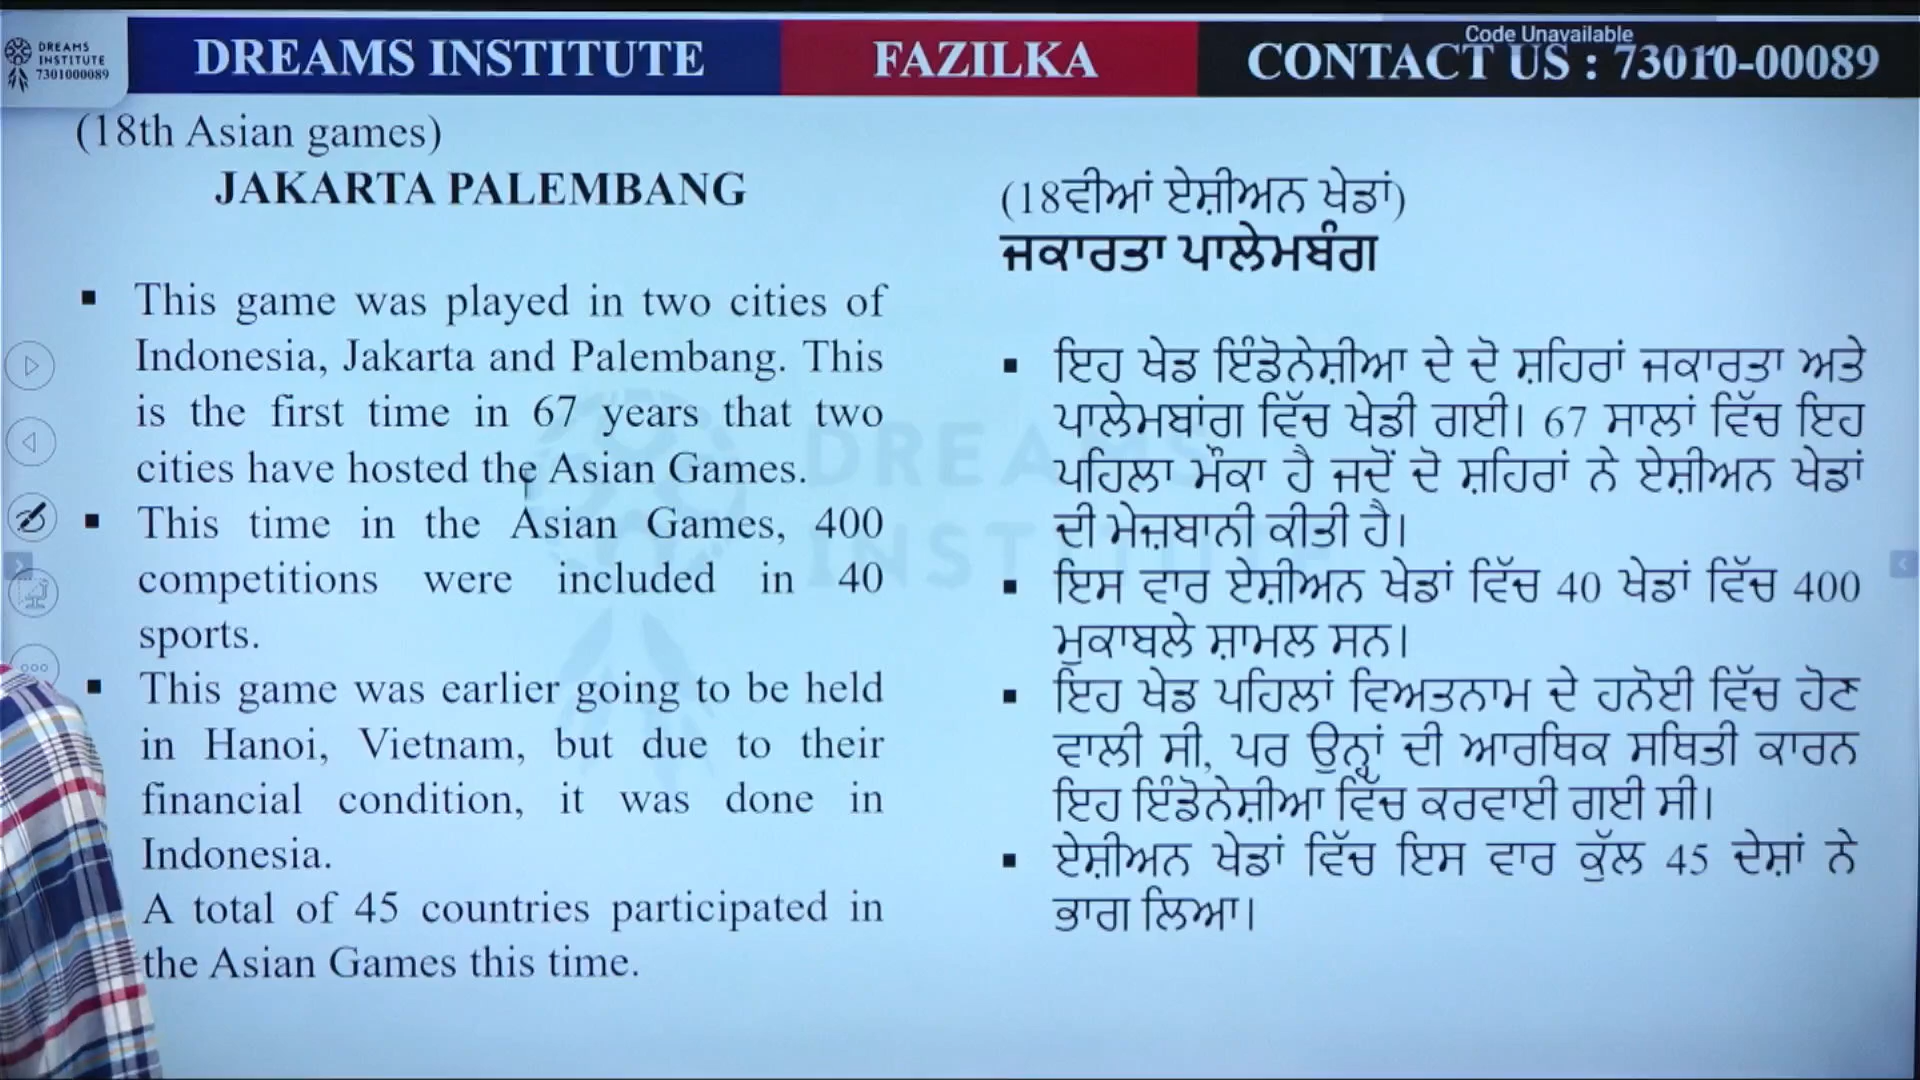 DREAMS
INSTITUTE
7301000089
DREAMS INSTITUTE
FAZILKA
Code Unavailable
CONTACT US : 73010-00089
(18th Asian games)
JAKARTA PALEMBANG
▪ This game was played in two cities of
Indonesia, Jakarta and Palembang. This
is the first time in 67 years that two
cities have hosted the Asian Games.
▪ This time in the Asian Games, 400
competitions were included in 40
sports.
▪ This game was earlier going to be held
in Hanoi, Vietnam, but due to their
financial condition, it was done in
Indonesia.
A total of 45 countries participated in
the Asian Games this time.
(18ਵੀਆਂ ਏਸ਼ੀਅਨ ਖੇਡਾਂ)
ਜਕਾਰਤਾ ਪਾਲੇਮਬੰਗ
▪ ਇਹ ਖੇਡ ਇੰਡੋਨੇਸ਼ੀਆ ਦੇ ਦੋ ਸ਼ਹਿਰਾਂ ਜਕਾਰਤਾ ਅਤੇ
ਪਾਲੇਮਬਾਂਗ ਵਿੱਚ ਖੇਡੀ ਗਈ। 67 ਸਾਲਾਂ ਵਿੱਚ ਇਹ
ਪਹਿਲਾ ਮੌਕਾ ਹੈ ਜਦੋਂ ਦੋ ਸ਼ਹਿਰਾਂ ਨੇ ਏਸ਼ੀਅਨ ਖੇਡਾਂ
ਦੀ ਮੇਜ਼ਬਾਨੀ ਕੀਤੀ ਹੈ।
▪ ਇਸ ਵਾਰ ਏਸ਼ੀਅਨ ਖੇਡਾਂ ਵਿੱਚ 40 ਖੇਡਾਂ ਵਿੱਚ 400
ਮੁਕਾਬਲੇ ਸ਼ਾਮਲ ਸਨ।
▪ ਇਹ ਖੇਡ ਪਹਿਲਾਂ ਵਿਅਤਨਾਮ ਦੇ ਹਨੋਈ ਵਿੱਚ ਹੋਣ
ਵਾਲੀ ਸੀ, ਪਰ ਉਨ੍ਹਾਂ ਦੀ ਆਰਥਿਕ ਸਥਿਤੀ ਕਾਰਨ
ਇਹ ਇੰਡੋਨੇਸ਼ੀਆ ਵਿੱਚ ਕਰਵਾਈ ਗਈ ਸੀ।
▪ ਏਸ਼ੀਅਨ ਖੇਡਾਂ ਵਿੱਚ ਇਸ ਵਾਰ ਕੁੱਲ 45 ਦੇਸ਼ਾਂ ਨੇ
ਭਾਗ ਲਿਆ।
DREAMS
INSTITUTE